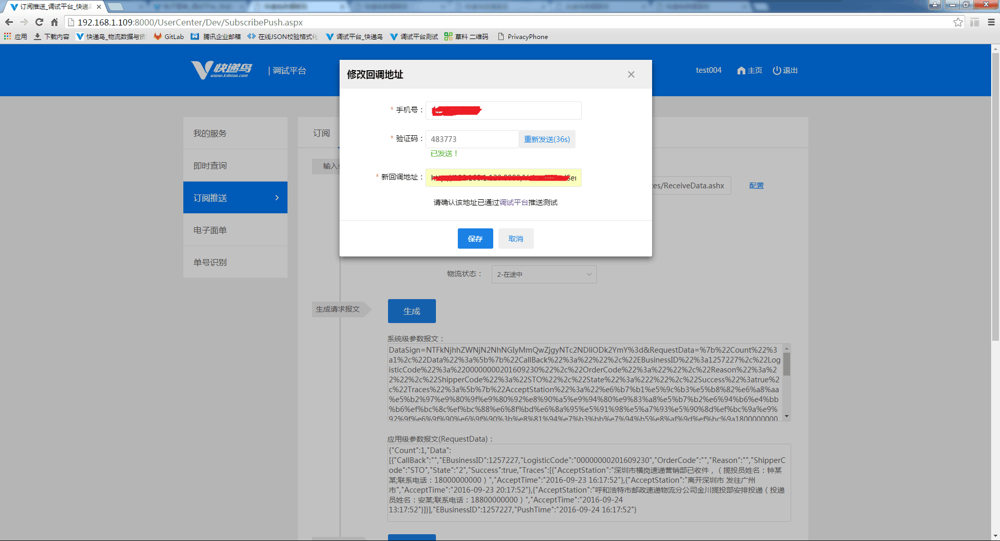 订阅推送_调试平台_快递鸟
192.168.1.109:8000/UserCenter/Dev/SubscribePush.aspx
应用 下载内容 快递鸟_物流数据与货 GitLab 腾讯企业邮箱 在线JSON校验格式化 调试平台_快递鸟 调试平台测试 草料 二维码 PrivacyPhone
快递鸟 | 调试平台 test004 主页 退出
www.kdniao.com
修改回调地址
* 手机号：
* 验证码： 483773 重新发送(36s)
已发送！
* 新回调地址：
请确认该地址已通过调试平台推送测试
保存 取消
我的服务
即时查询
订阅推送
电子面单
单号识别
订阅
输入
es/ReceiveData.ashx 配置
物流状态： 2-在途中
生成请求报文 生成
系统级参数报文：
DataSign=NTFkNjhhZWNjN2NhNGIyMmQwZjgyNTc2NDliODk2YmY%3d&RequestData=%7b%22Count%22%3
a1%2c%22Data%22%3a%5b%7b%22CallBack%22%3a%22%22%2c%22EBusinessID%22%3a1257227%2c%22Log
isticCode%22%3a%2200000000201609230%22%2c%22OrderCode%22%3a%22%22%2c%22Reason%22%3a%2
2%22%2c%22ShipperCode%22%3a%22STO%22%2c%22State%22%3a%222%22%2c%22Success%22%3atrue%2
c%22Traces%22%3a%5b%7b%22AcceptStation%22%3a%22%e6%b7%b1%e5%9c%b3%e5%b8%82%e6%a8%aa
%e5%b2%97%e9%80%9f%e9%80%92%e8%90%a5%e9%94%80%e9%83%a8%e5%b7%b2%e6%94%b6%e4%bb
%b6%ef%bc%8c%ef%bc%88%e6%8f%bd%e6%8a%95%e5%91%98%e5%a7%93%e5%90%8d%ef%bc%9a%e9%
92%9f%e6%9f%90%e6%9f%90%3b%e8%81%94%e7%b3%bb%e7%94%b5%e8%af%9d%ef%bc%9a1800000000
应用级参数报文(RequestData)：
{"Count":1,"Data":
[{"CallBack":"","EBusinessID":1257227,"LogisticCode":"00000000201609230","OrderCode":"","Reason":"","ShipperC
ode":"STO","State":"2","Success":true,"Traces":[{"AcceptStation":"深圳市横岗速递营销部已收件，（揽投员姓名：钟某
某;联系电话：18000000000）","AcceptTime":"2016-09-23 16:17:52"},{"AcceptStation":"离开深圳市 发往广州
市","AcceptTime":"2016-09-23 20:17:52"},{"AcceptStation":"呼和浩特市邮政速递物流分公司金川揽投部安排投递（投递
员姓名：安某;联系电话：18800000000）","AcceptTime":"2016-09-24
13:17:52"}]}],"EBusinessID":1257227,"PushTime":"2016-09-24 16:17:52"}